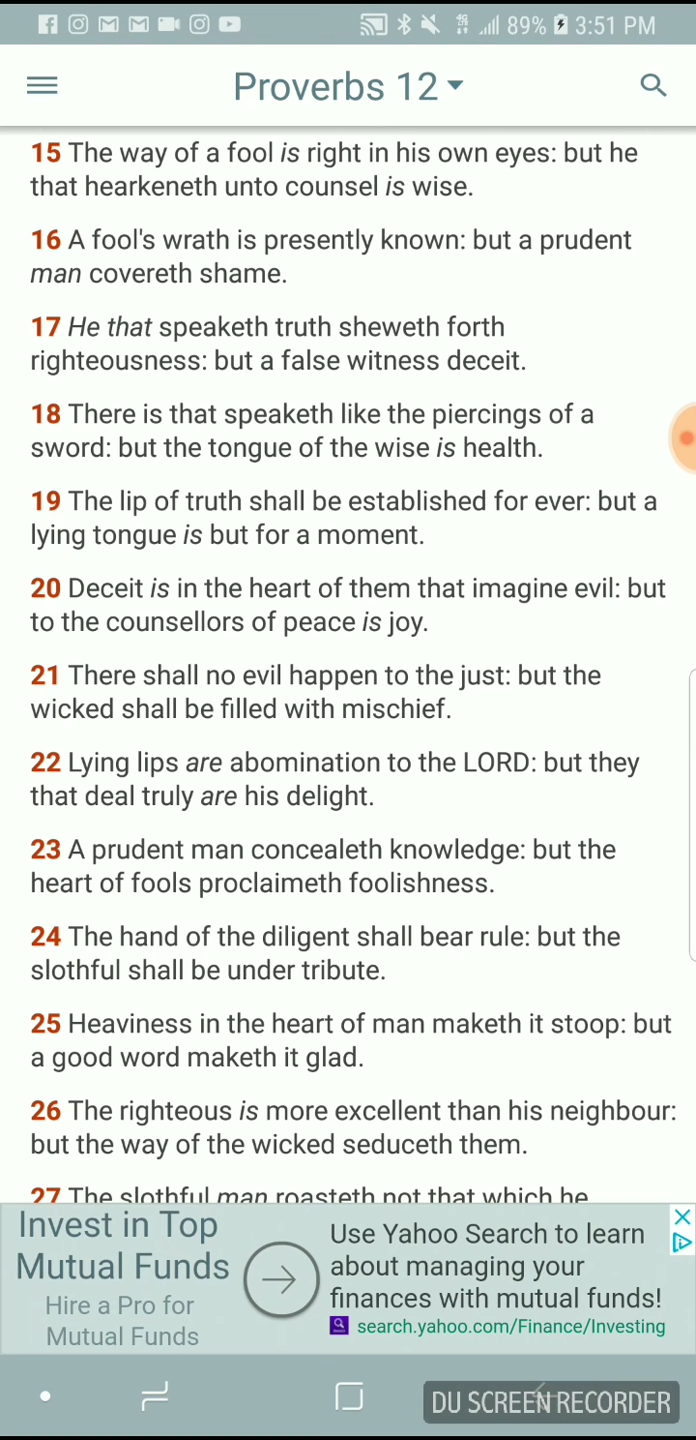 89% 3:51 PM
Proverbs 12
15 The way of a fool is right in his own eyes: but he
that hearkeneth unto counsel is wise.
16 A fool's wrath is presently known: but a prudent
man covereth shame.
17 He that speaketh truth sheweth forth
righteousness: but a false witness deceit.
18 There is that speaketh like the piercings of a
sword: but the tongue of the wise is health.
19 The lip of truth shall be established for ever: but a
lying tongue is but for a moment.
20 Deceit is in the heart of them that imagine evil: but
to the counsellors of peace is joy.
21 There shall no evil happen to the just: but the
wicked shall be filled with mischief.
22 Lying lips are abomination to the LORD: but they
that deal truly are his delight.
23 A prudent man concealeth knowledge: but the
heart of fools proclaimeth foolishness.
24 The hand of the diligent shall bear rule: but the
slothful shall be under tribute.
25 Heaviness in the heart of man maketh it stoop: but
a good word maketh it glad.
26 The righteous is more excellent than his neighbour:
but the way of the wicked seduceth them.
27 The slothful man roasteth not that which he
Invest in Top
Mutual Funds
Hire a Pro for
Mutual Funds
Use Yahoo Search to learn
about managing your
finances with mutual funds!
search.yahoo.com/Finance/Investing
DU SCREEN RECORDER